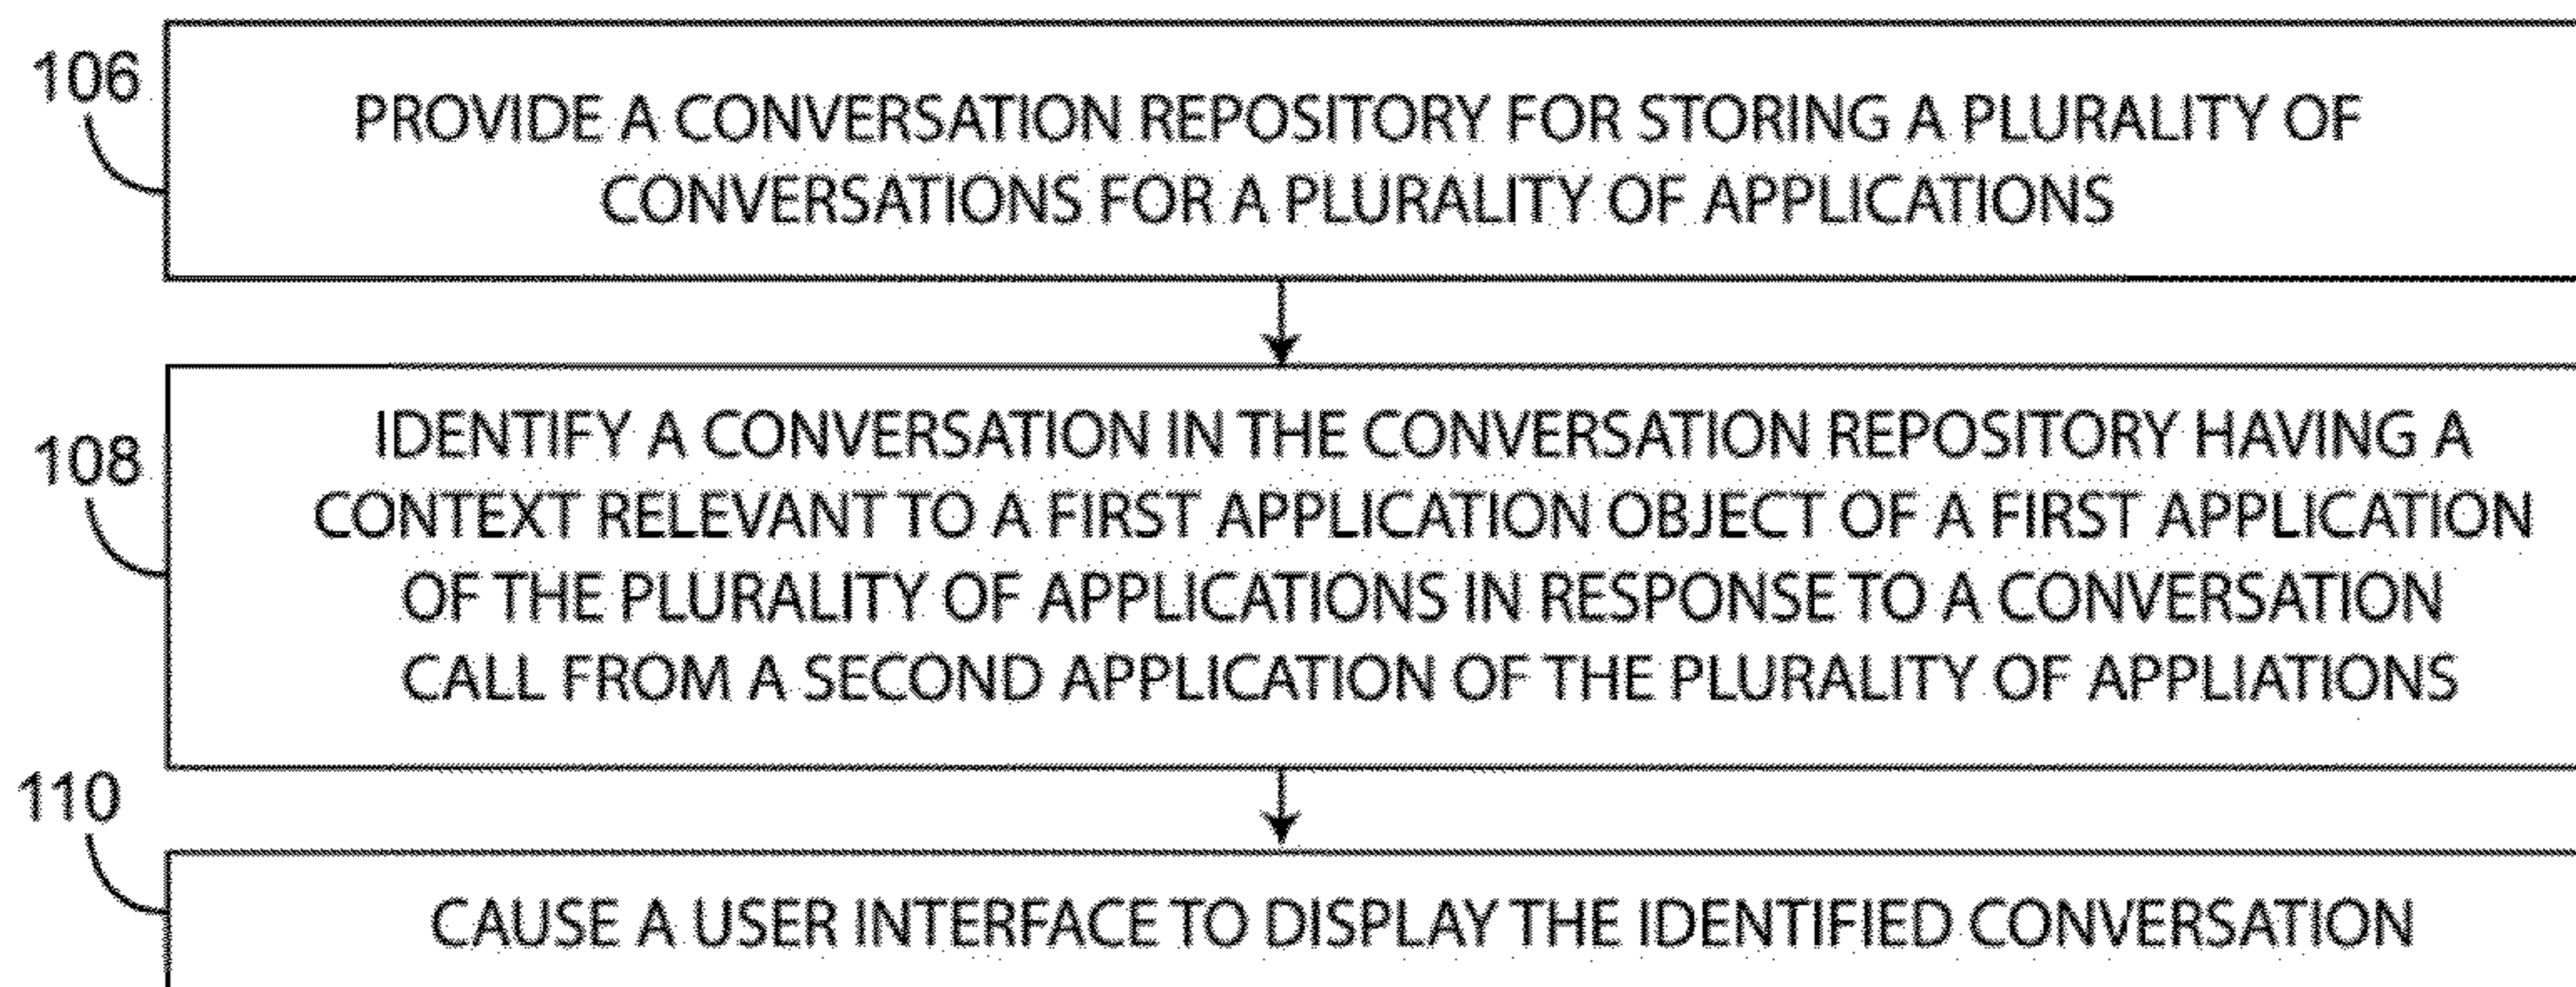 106
PROVIDE A CONVERSATION REPOSITORY FOR STORING A PLURALITY OF
CONVERSATIONS FOR A PLURALITY OF APPLICATIONS
108
IDENTIFY A CONVERSATION IN THE CONVERSATION REPOSITORY HAVING A
CONTEXT RELEVANT TO A FIRST APPLICATION OBJECT OF A FIRST APPLICATION
OF THE PLURALITY OF APPLICATIONS IN RESPONSE TO A CONVERSATION
CALL FROM A SECOND APPLICATION OF THE PLURALITY OF APPLIATIONS
110
CAUSE A USER INTERFACE TO DISPLAY THE IDENTIFIED CONVERSATION